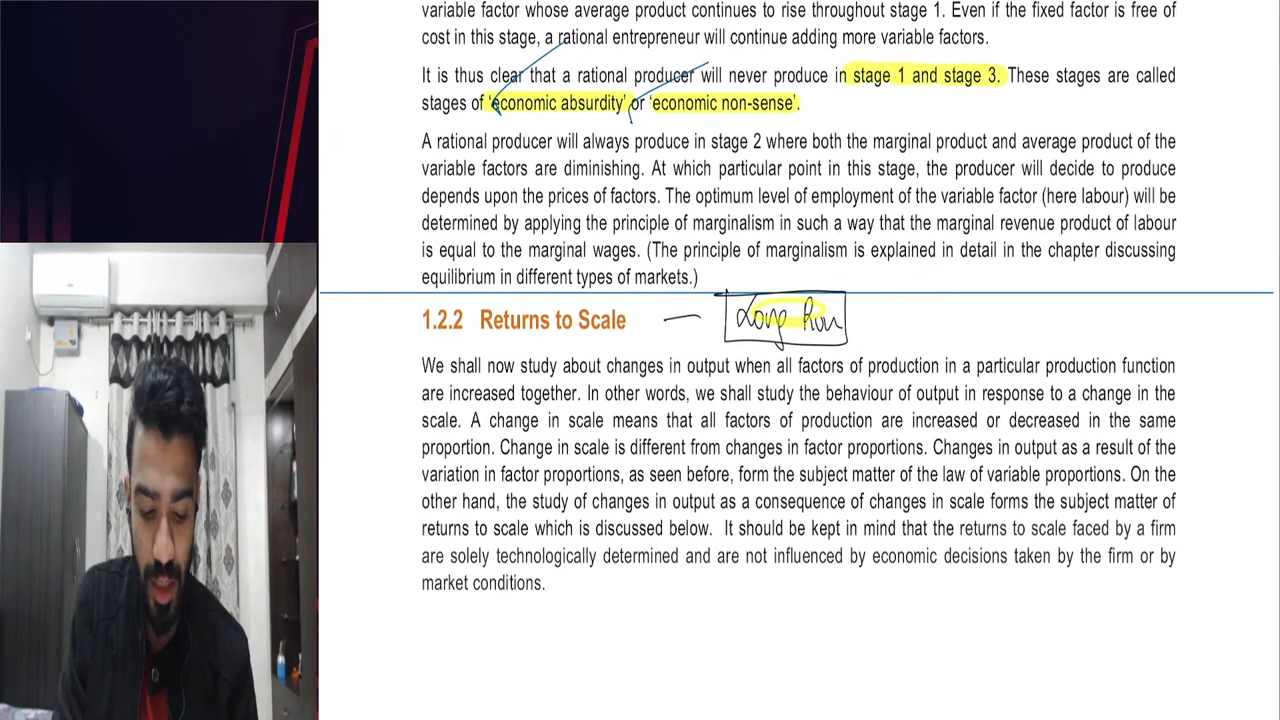 variable factor whose average product continues to rise throughout stage 1. Even if the fixed factor is free of
cost in this stage, a rational entrepreneur will continue adding more variable factors.
It is thus clear that a rational producer will never produce in stage 1 and stage 3. These stages are called
stages of ‘economic absurdity’ or ‘economic non-sense’.
A rational producer will always produce in stage 2 where both the marginal product and average product of the
variable factors are diminishing. At which particular point in this stage, the producer will decide to produce
depends upon the prices of factors. The optimum level of employment of the variable factor (here labour) will be
determined by applying the principle of marginalism in such a way that the marginal revenue product of labour
is equal to the marginal wages. (The principle of marginalism is explained in detail in the chapter discussing
equilibrium in different types of markets.)
1.2.2 Returns to Scale — Long Run
We shall now study about changes in output when all factors of production in a particular production function
are increased together. In other words, we shall study the behaviour of output in response to a change in the
scale. A change in scale means that all factors of production are increased or decreased in the same
proportion. Change in scale is different from changes in factor proportions. Changes in output as a result of the
variation in factor proportions, as seen before, form the subject matter of the law of variable proportions. On the
other hand, the study of changes in output as a consequence of changes in scale forms the subject matter of
returns to scale which is discussed below. It should be kept in mind that the returns to scale faced by a firm
are solely technologically determined and are not influenced by economic decisions taken by the firm or by
market conditions.